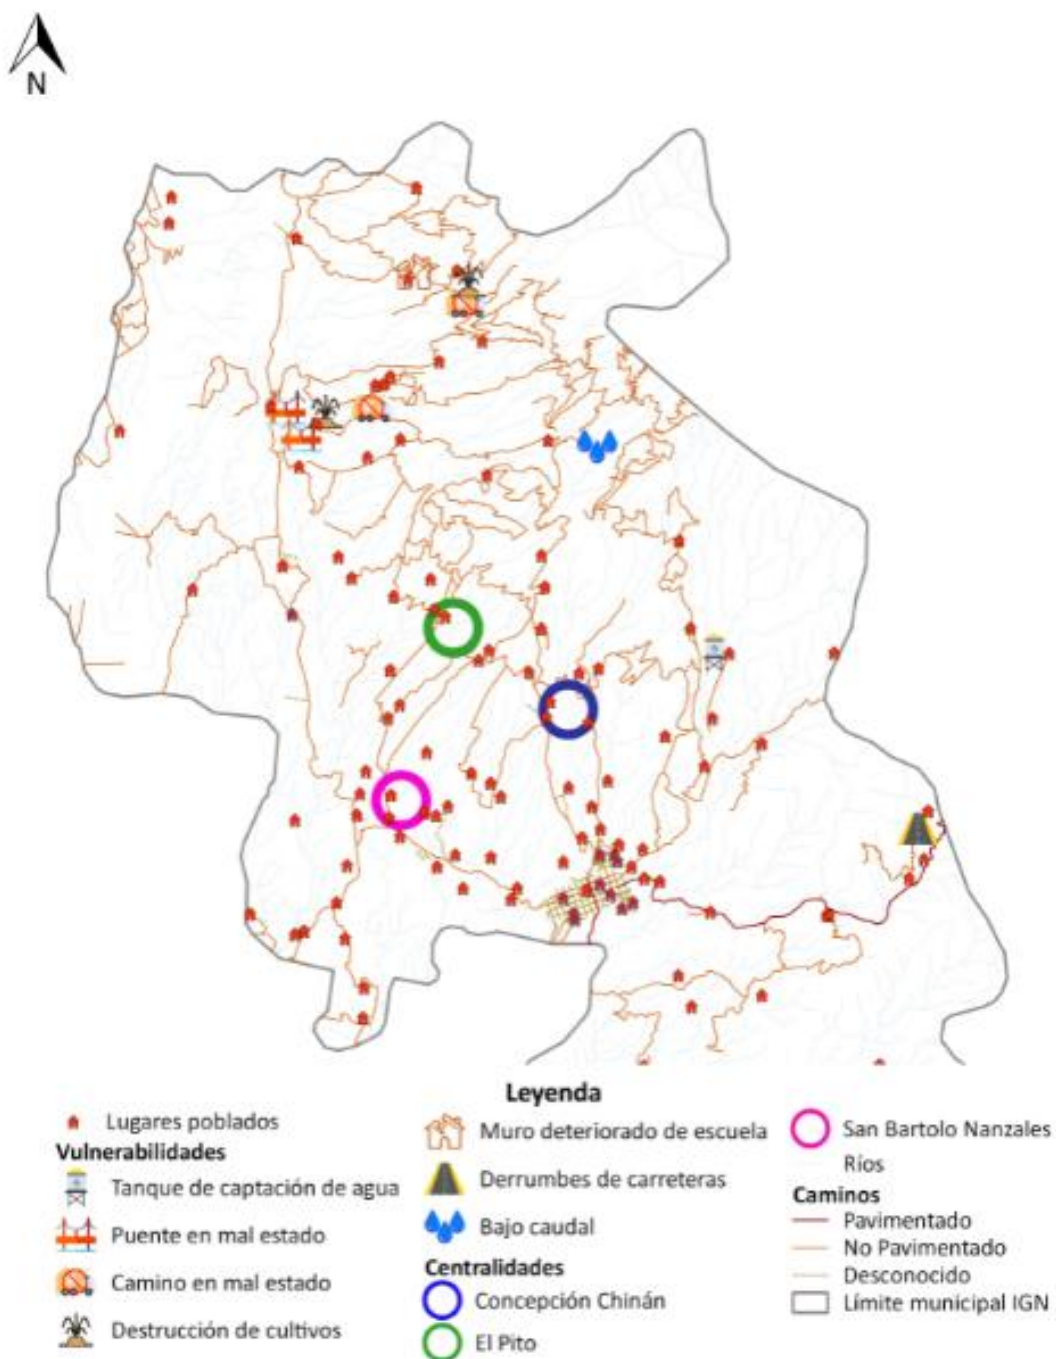 N
Leyenda
Lugares poblados
Vulnerabilidades
Tanque de captación de agua
Puente en mal estado
Camino en mal estado
Destrucción de cultivos
Muro deteriorado de escuela
Derrumbes de carreteras
Bajo caudal
Centralidades
Concepción Chinán
El Pito
San Bartolo Nanzales
Ríos
Caminos
Pavimentado
No Pavimentado
Desconocido
Límite municipal IGN